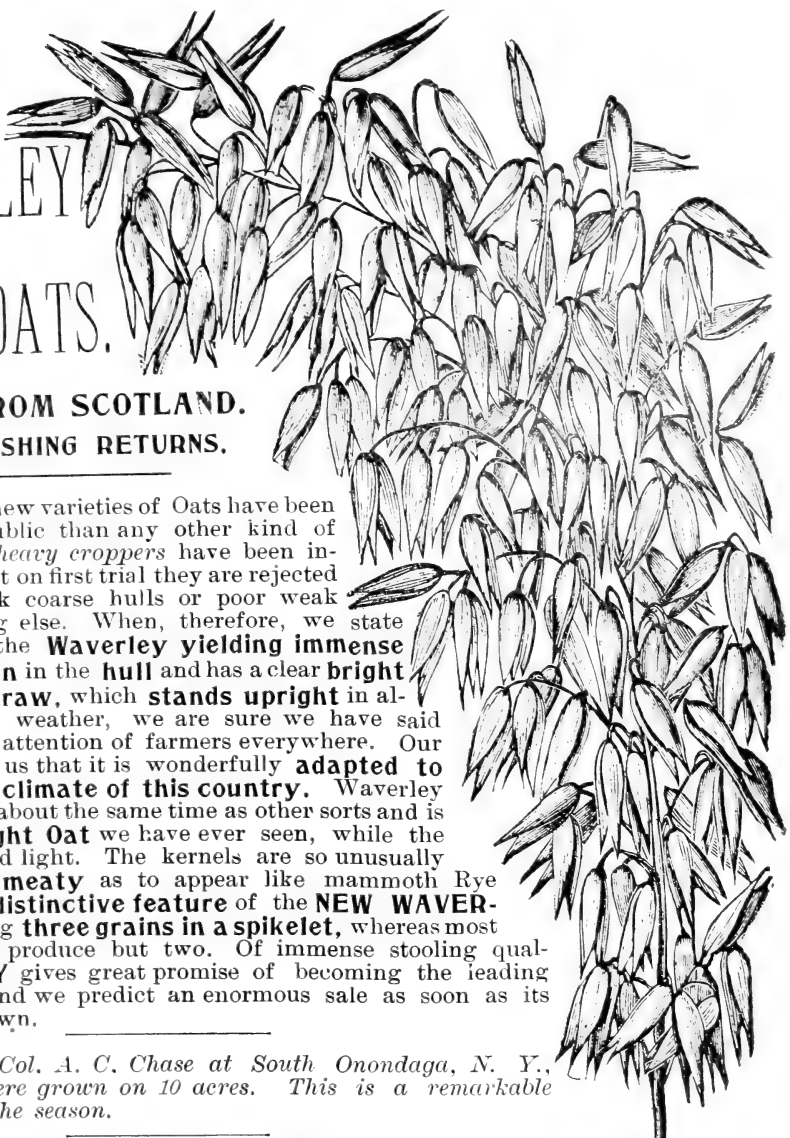 LEY
OATS.
ROM SCOTLAND.
SHING RETURNS.
new varieties of Oats have been
ublic than any other kind of
heavy croppers have been in-
t on first trial they are rejected
k coarse hulls or poor weak
g else. When, therefore, we state
the Waverley yielding immense
n in the hull and has a clear bright
raw, which stands upright in al-
weather, we are sure we have said
attention of farmers everywhere. Our
us that it is wonderfully adapted to
climate of this country. Waverley
about the same time as other sorts and is
ght Oat we have ever seen, while the
d light. The kernels are so unusually
meaty as to appear like mammoth Rye
distinctive feature of the NEW WAVER-
g three grains in a spikelet, whereas most
produce but two. Of immense stooling qual-
Y gives great promise of becoming the leading
nd we predict an enormous sale as soon as its
wn.
Col. A. C. Chase at South Onondaga, N. Y.,
ere grown on 10 acres. This is a remarkable
he season.